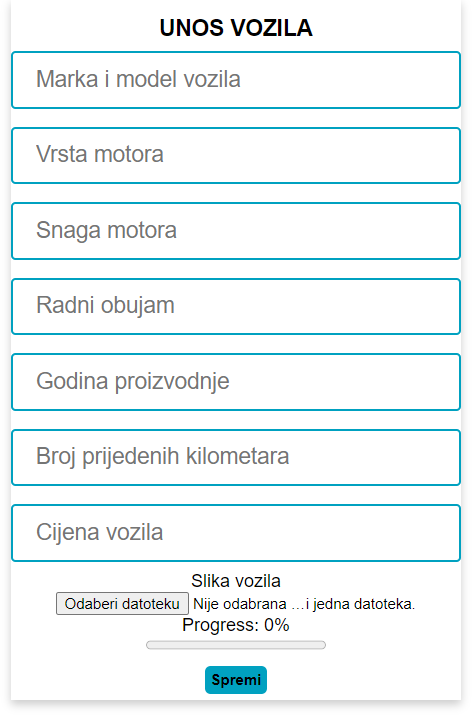 UNOS VOZILA
Marka i model vozila
Vrsta motora
Snaga motora
Radni obujam
Godina proizvodnje
Broj prijedenih kilometara
Cijena vozila
Slika vozila
Odaberi datoteku Nije odabrana …i jedna datoteka.
Progress: 0%
Spremi